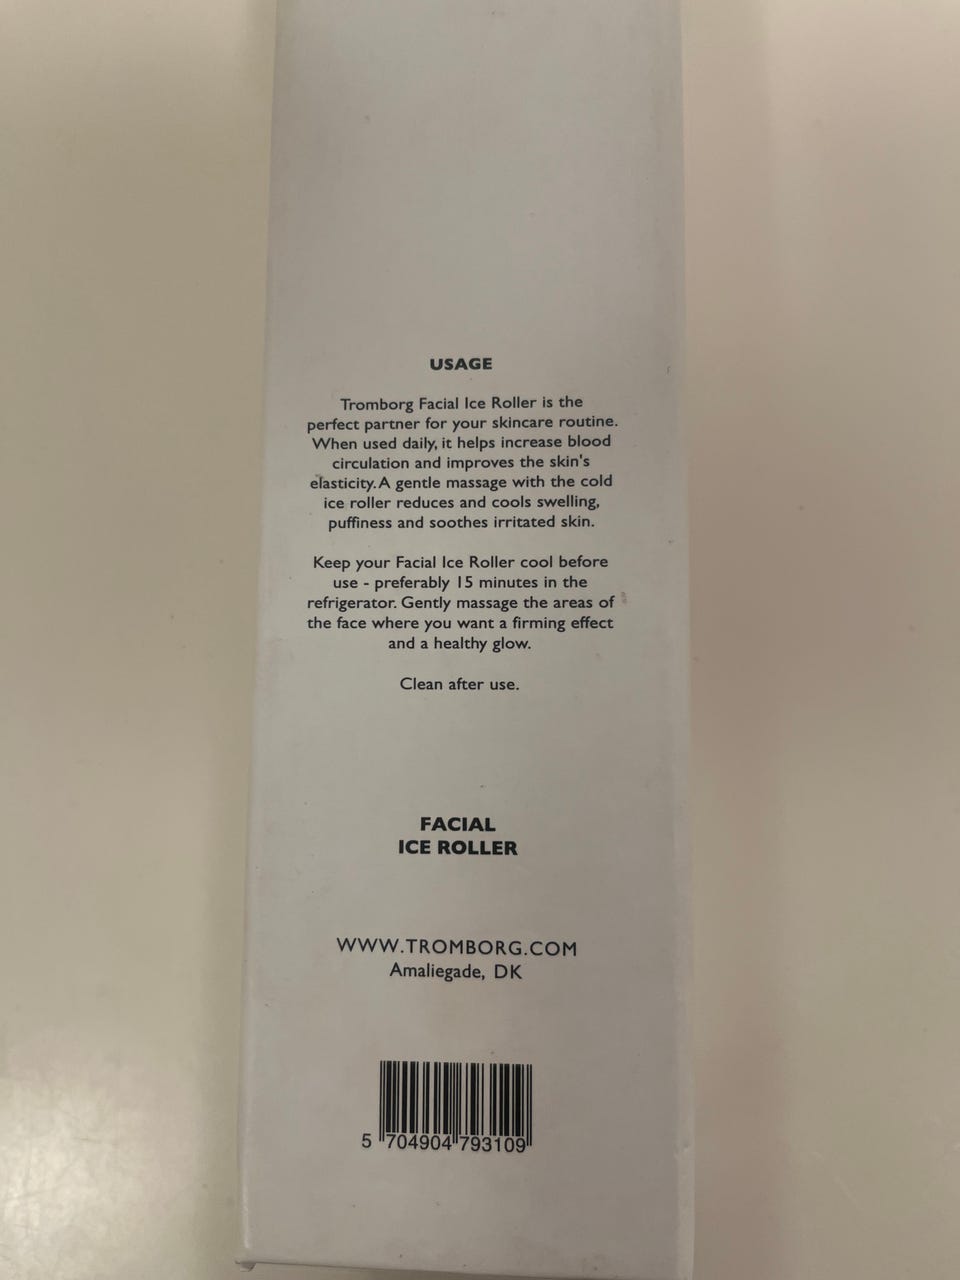 USAGE
Tromborg Facial Ice Roller is the
perfect partner for your skincare routine.
When used daily, it helps increase blood
circulation and improves the skin's
elasticity. A gentle massage with the cold
ice roller reduces and cools swelling,
puffiness and soothes irritated skin.
Keep your Facial Ice Roller cool before
use - preferably 15 minutes in the
refrigerator. Gently massage the areas of
the face where you want a firming effect
and a healthy glow.
Clean after use.
FACIAL
ICE ROLLER
WWW.TROMBORG.COM
Amaliegade, DK
5 704904 793109